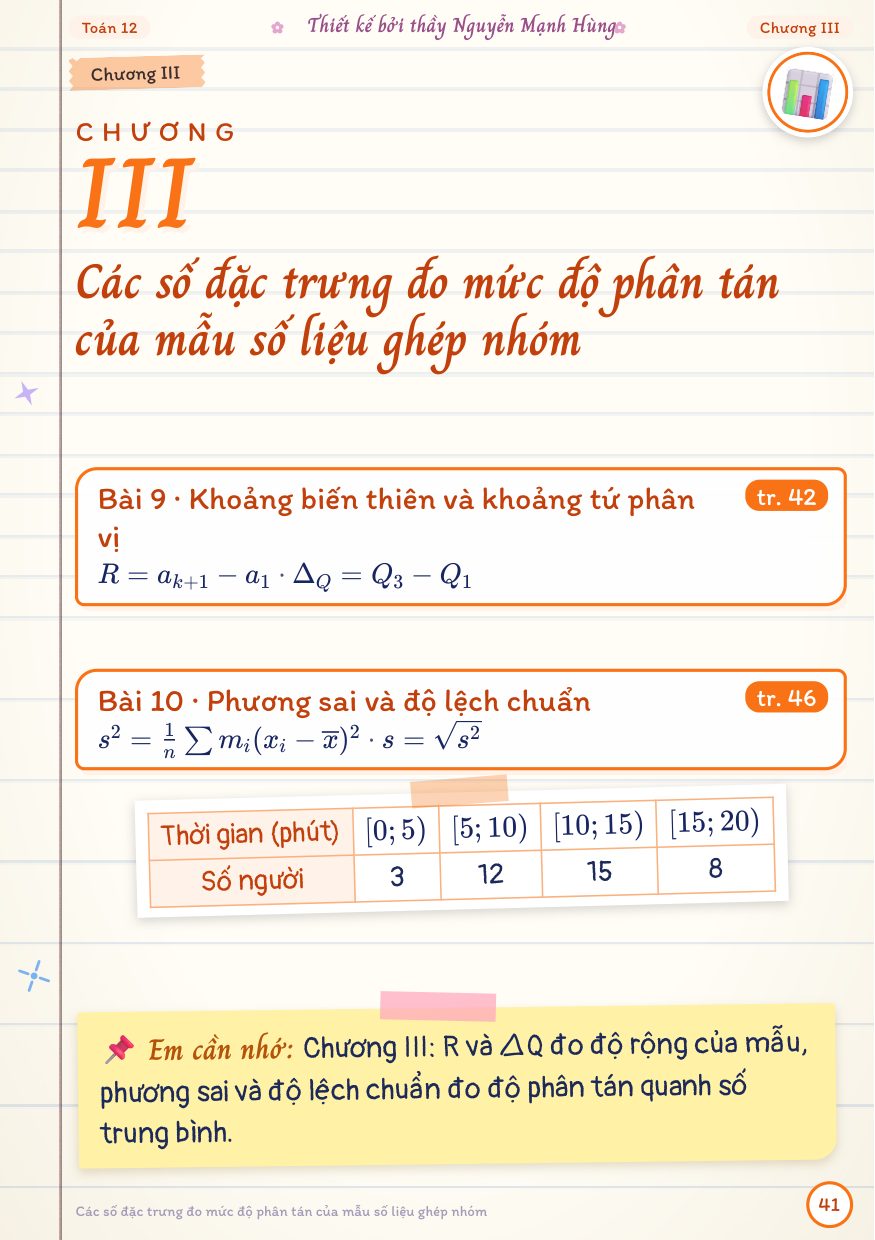 Toán 12
Thiết kế bởi thầy Nguyễn Mạnh Hùng
Chương III
Chương III
CHƯƠNG
III
Các số đặc trưng đo mức độ phân tán
của mẫu số liệu ghép nhóm
Bài 9 · Khoảng biến thiên và khoảng tứ phân
vị
tr. 42
R = a_{k+1} − a_1 · Δ_Q = Q_3 − Q_1
Bài 10 · Phương sai và độ lệch chuẩn
tr. 46
s^2 = \frac{1}{n} ∑ m_i(x_i − \overline{x})^2 · s = \sqrt{s^2}
Thời gian (phút) [0; 5) [5; 10) [10; 15) [15; 20)
Số người 3 12 15 8
Em cần nhớ: Chương III: R và ΔQ đo độ rộng của mẫu,
phương sai và độ lệch chuẩn đo độ phân tán quanh số
trung bình.
Các số đặc trưng đo mức độ phân tán của mẫu số liệu ghép nhóm
41